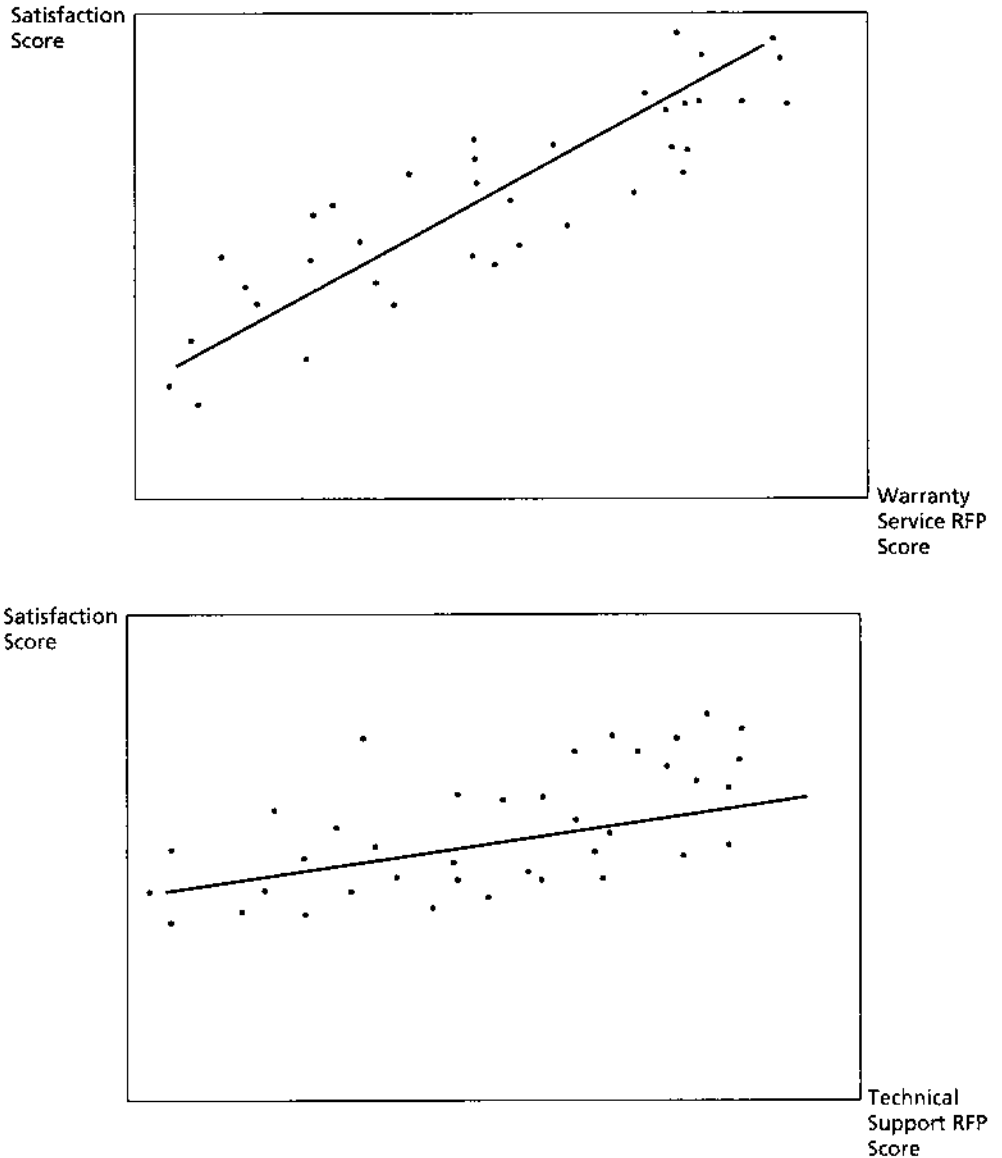 Satisfaction
Score
Warranty
Service RFP
Score
Satisfaction
Score
Technical
Support RFP
Score